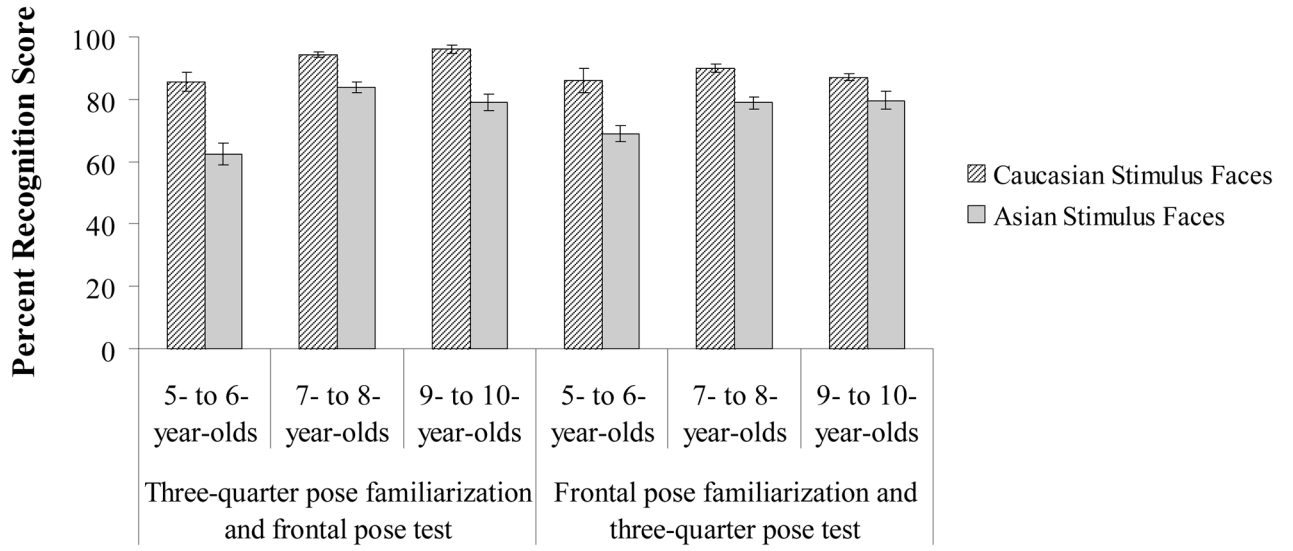 Percent Recognition Score
100
80
60
40
20
0
5- to 6-
year-olds
7- to 8-
year-olds
9- to 10-
year-olds
5- to 6-
year-olds
7- to 8-
year-olds
9- to 10-
year-olds
Three-quarter pose familiarization
and frontal pose test
Frontal pose familiarization and
three-quarter pose test
Caucasian Stimulus Faces
Asian Stimulus Faces